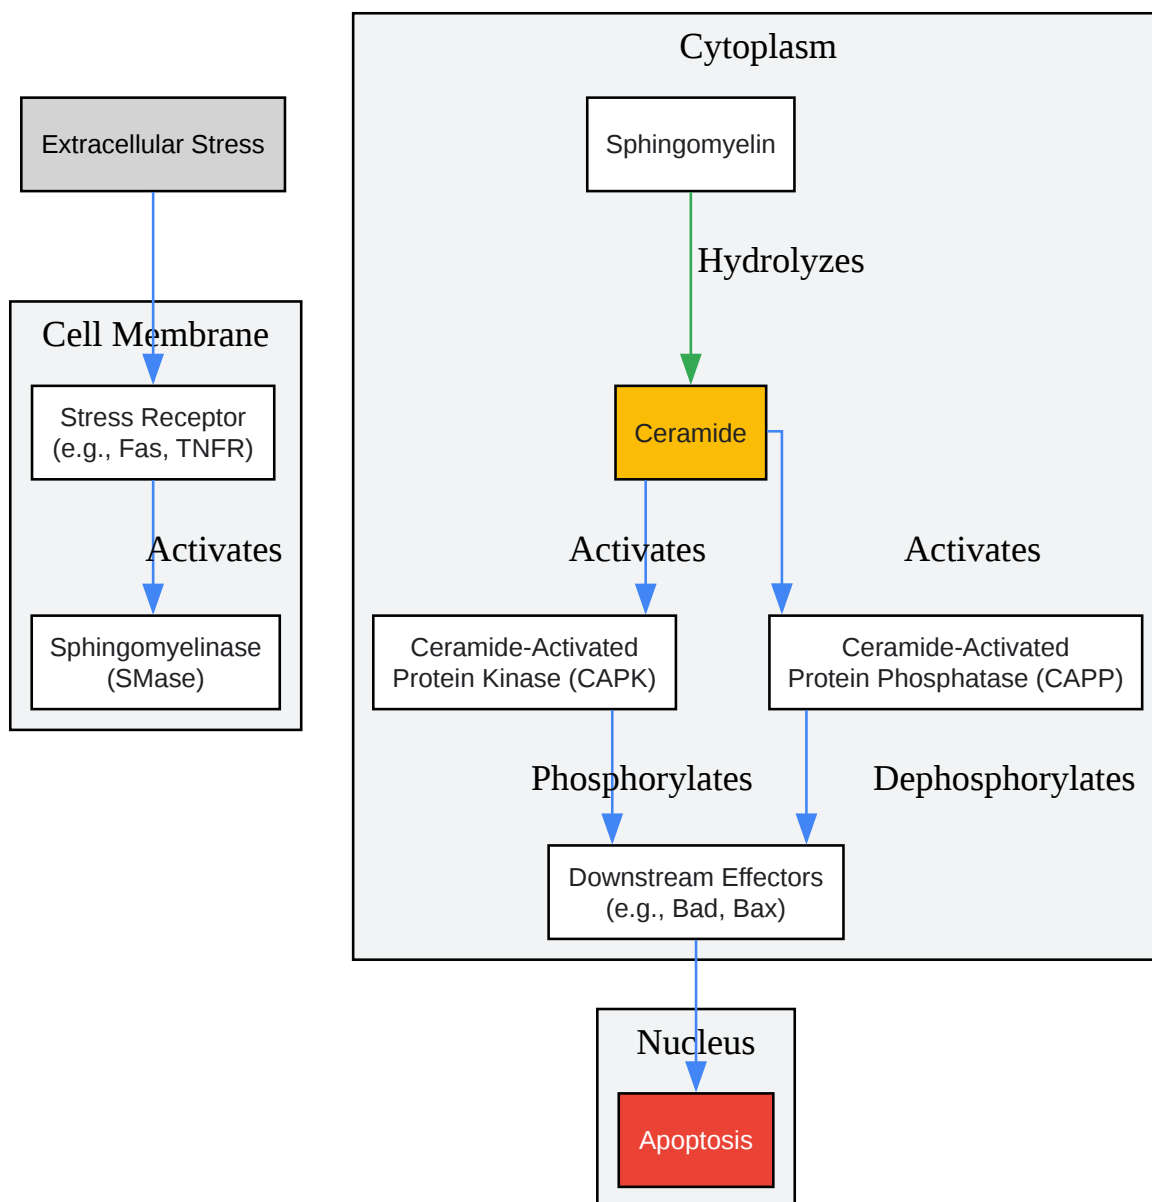 Cytoplasm
Extracellular Stress
Sphingomyelin
Hydrolyzes
Cell Membrane
Stress Receptor
(e.g., Fas, TNFR)
Ceramide
Activates
Activates
Activates
Sphingomyelinase
(SMase)
Ceramide-Activated
Protein Kinase (CAPK)
Ceramide-Activated
Protein Phosphatase (CAPP)
Phosphorylates
Dephosphorylates
Downstream Effectors
(e.g., Bad, Bax)
Nucleus
Apoptosis